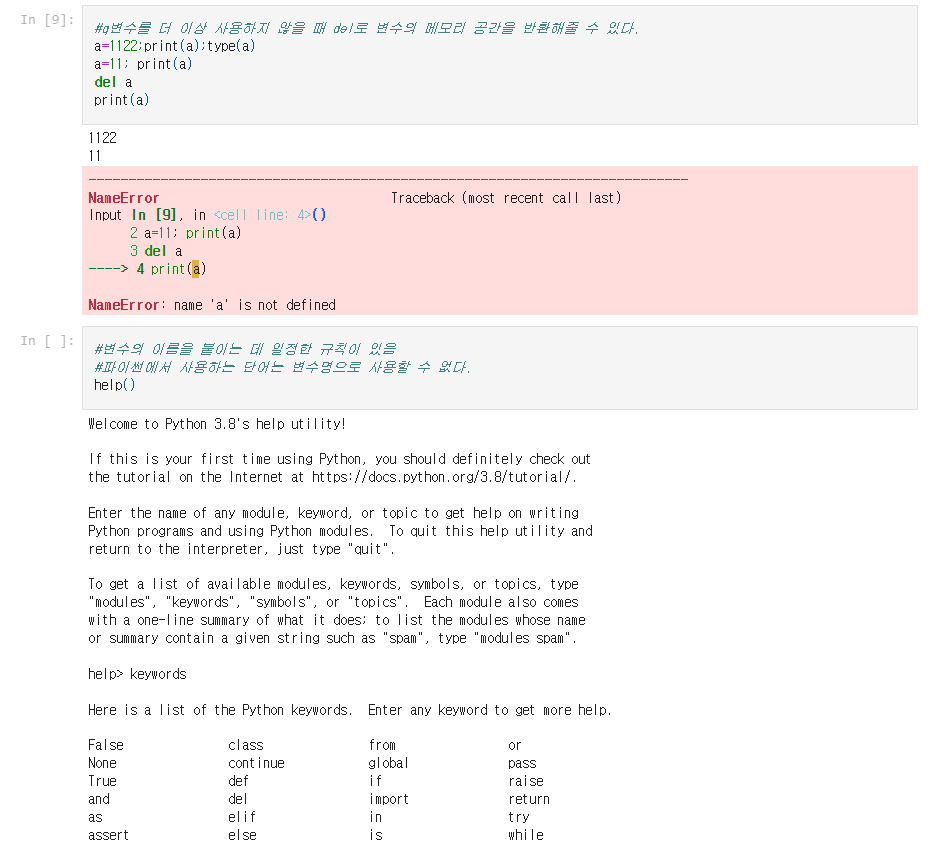 In [9]:
#q변수를 더 이상 사용하지 않을 때 del로 변수의 메모리 공간을 반환해줄 수 있다.
a=1122;print(a);type(a)
a=11; print(a)
del a
print(a)
1122
11
---------------------------------------------------------------------------
NameError                                 Traceback (most recent call last)
Input In [9], in <cell line: 4>()
      2 a=11; print(a)
      3 del a
----> 4 print(a)
NameError: name 'a' is not defined
In [ ]:
#변수의 이름을 붙이는 데 일정한 규칙이 있음
#파이썬에서 사용하는 단어는 변수명으로 사용할 수 없다.
help()
Welcome to Python 3.8's help utility!
If this is your first time using Python, you should definitely check out
the tutorial on the Internet at https://docs.python.org/3.8/tutorial/.
Enter the name of any module, keyword, or topic to get help on writing
Python programs and using Python modules.  To quit this help utility and
return to the interpreter, just type "quit".
To get a list of available modules, keywords, symbols, or topics, type
"modules", "keywords", "symbols", or "topics".  Each module also comes
with a one-line summary of what it does; to list the modules whose name
or summary contain a given string such as "spam", type "modules spam".
help> keywords
Here is a list of the Python keywords.  Enter any keyword to get more help.
False               class               from                or
None                continue            global              pass
True                def                 if                  raise
and                 del                 import              return
as                  elif                in                  try
assert              else                is                  while